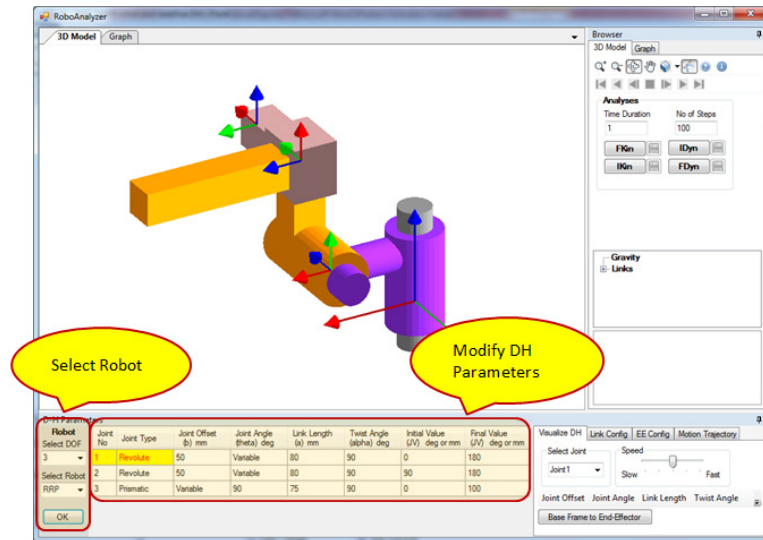 RoboAnalyzer
3D Model Graph
Browser
3D Model Graph
Analyses
Time Duration No of Steps
1 100
FKin IDyn
IKin FDyn
Gravity
Links
Select Robot
Modify DH
Parameters
D-H Parameters
Robot
Select DOF
3
Select Robot
RRP
OK
Joint No Joint Type Joint Offset (b) mm Joint Angle (theta) deg Link Length (a) mm Twist Angle (alpha) deg Initial Value (JV) deg or mm Final Value (JV) deg or mm
1 Revolute 50 Variable 80 90 0 180
2 Revolute 50 Variable 80 90 90 180
3 Prismatic Variable 90 75 90 0 100
Visualize DH Link Config EE Config Motion Trajectory
Select Joint Speed
Joint1
Slow Fast
Joint Offset Joint Angle Link Length Twist Angle
Base Frame to End-Effector